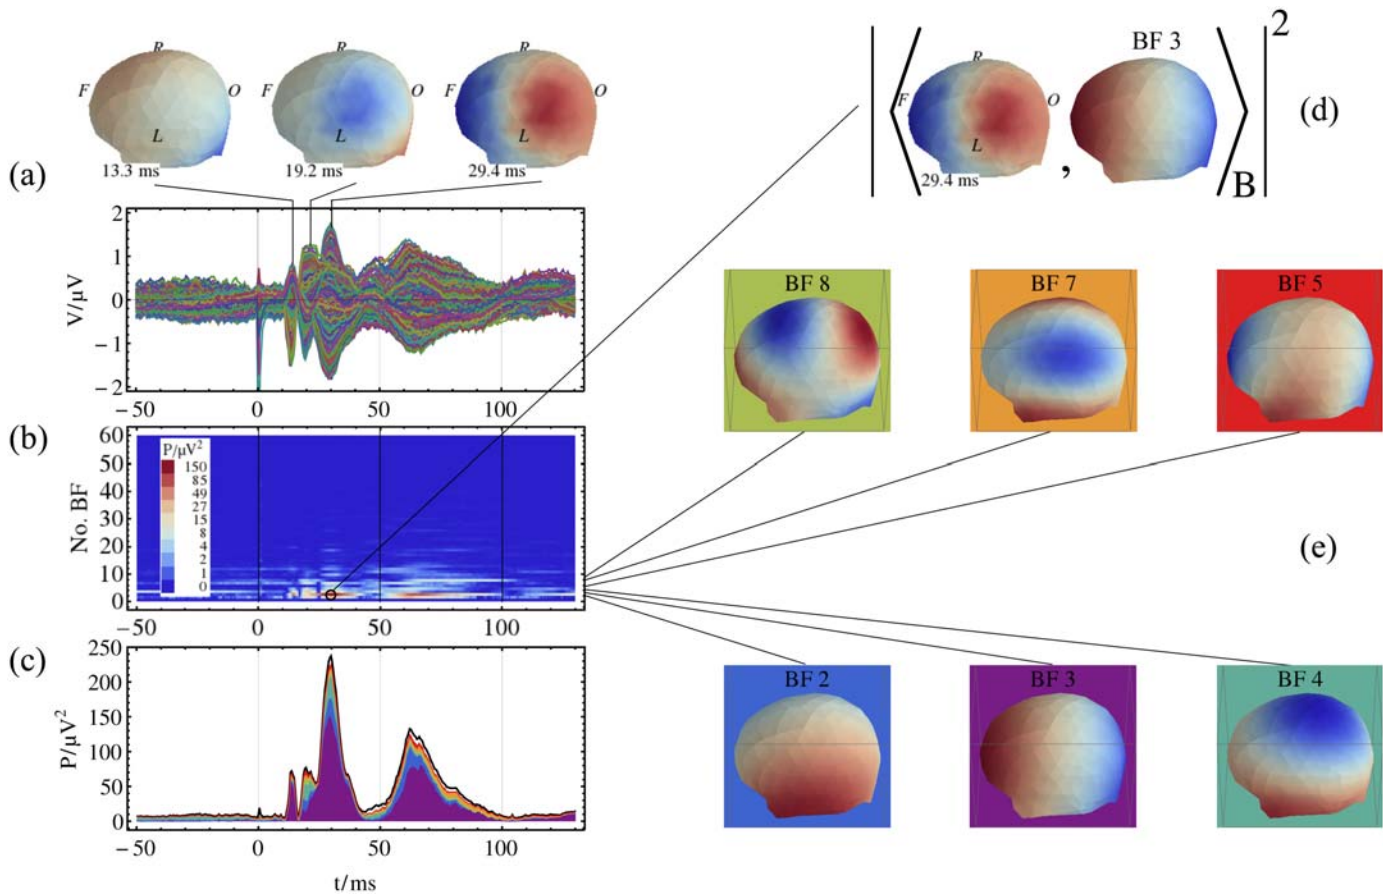 R R
F O F O
L L L
13.3 ms 19.2 ms 29.4 ms
(a)
2
1
0
−1
−2
V/μV
−50 0 50 100
(b)
60
50
40
30
20
10
0
No. BF
P/μV²
150
85
49
27
15
8
4
2
1
0
−50 0 50 100
(c)
250
200
150
100
50
0
P/μV²
−50 0 50 100
t/ms
BF 3
2
R
F O
L
29.4 ms
,
B
(d)
BF 8 BF 7 BF 5
(e)
BF 2 BF 3 BF 4